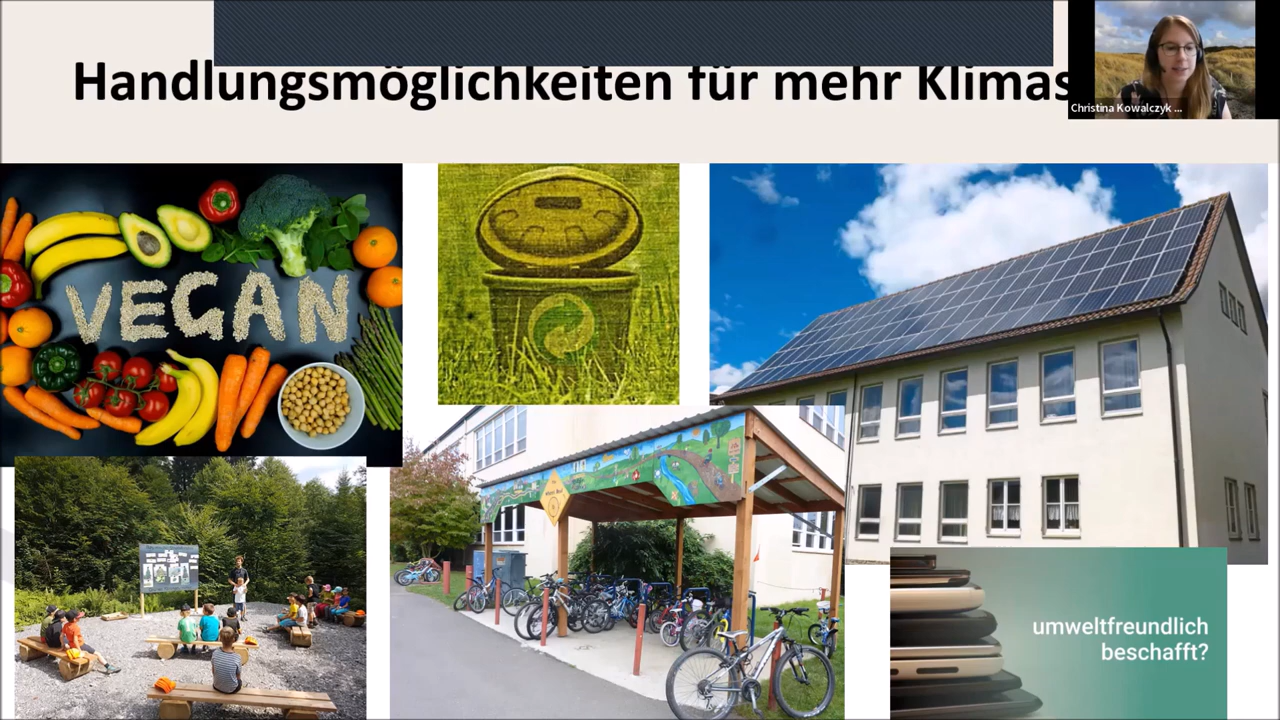 Handlungsmöglichkeiten für mehr Klimas
Christina Kowalczyk ...
VEGAN
umweltfreundlich
beschafft?